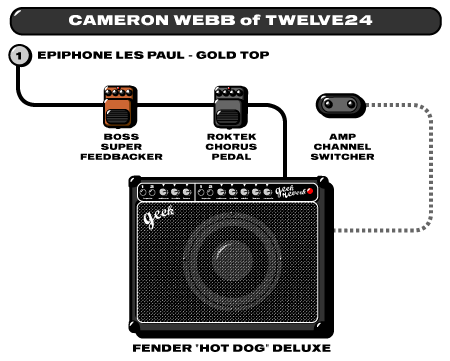 CAMERON WEBB of TWELVE24
1 EPIPHONE LES PAUL - GOLD TOP
BOSS
SUPER
FEEDBACKER
ROKTEK
CHORUS
PEDAL
AMP
CHANNEL
SWITCHER
geek
geek
Reverb
FENDER "HOT DOG" DELUXE